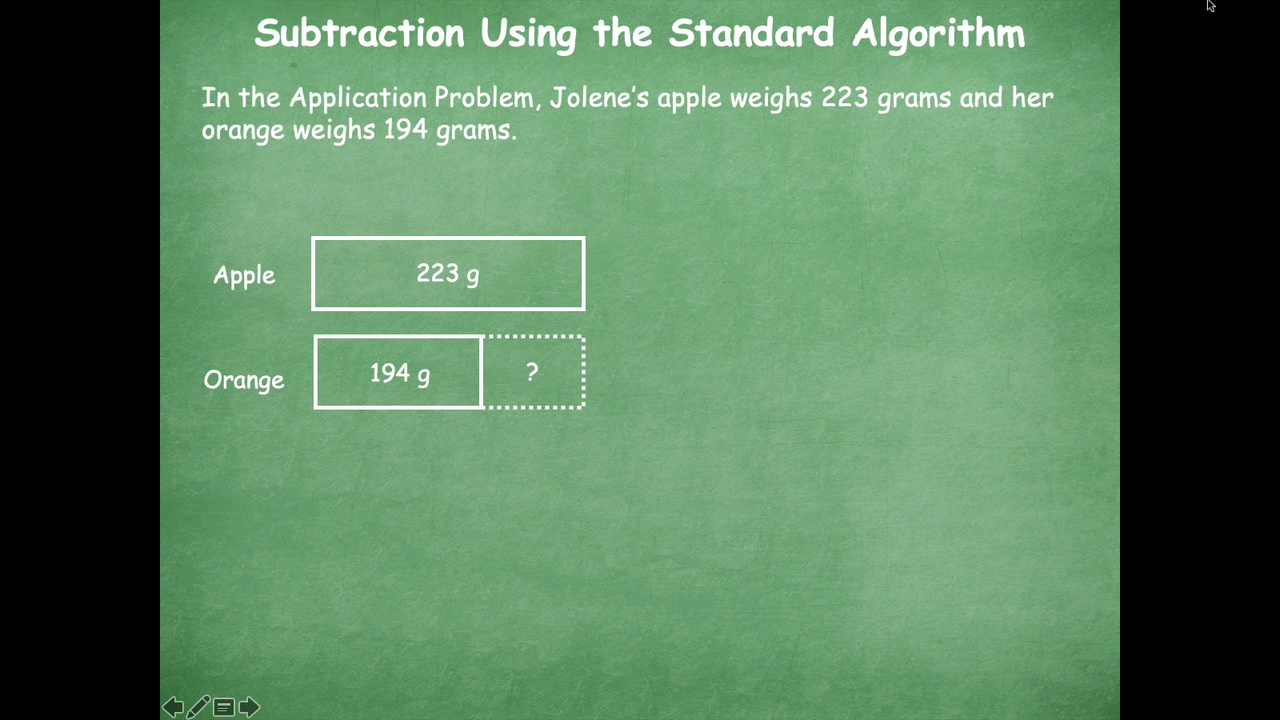 Subtraction Using the Standard Algorithm
In the Application Problem, Jolene’s apple weighs 223 grams and her
orange weighs 194 grams.
Apple
223 g
Orange
194 g
?